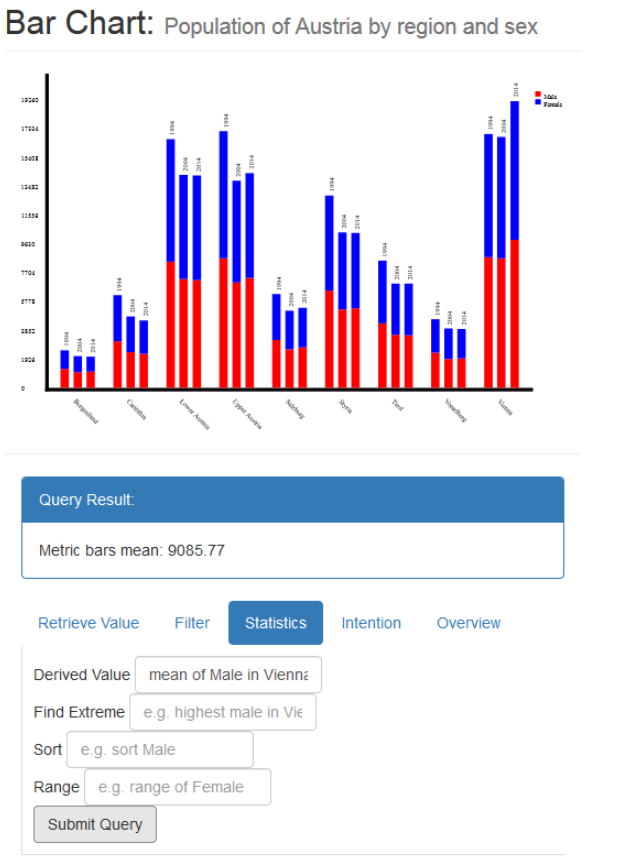 Bar Chart: Population of Austria by region and sex
19260
17334
15408
13482
11556
9630
7704
5778
3852
1926
0
1994 2004 2014
1994 2004 2014
1994 2004 2014
1994 2004 2014
1994 2004 2014
1994 2004 2014
1994 2004 2014
1994 2004 2014
1994 2004 2014
Male
Female
Burgenland Carinthia Lower Austria Upper Austria Salzburg Styria Tirol Vorarlberg Vienna
Query Result:
Metric bars mean: 9085.77
Retrieve Value Filter Statistics Intention Overview
Derived Value mean of Male in Vienna
Find Extreme e.g. highest male in Vie
Sort e.g. sort Male
Range e.g. range of Female
Submit Query